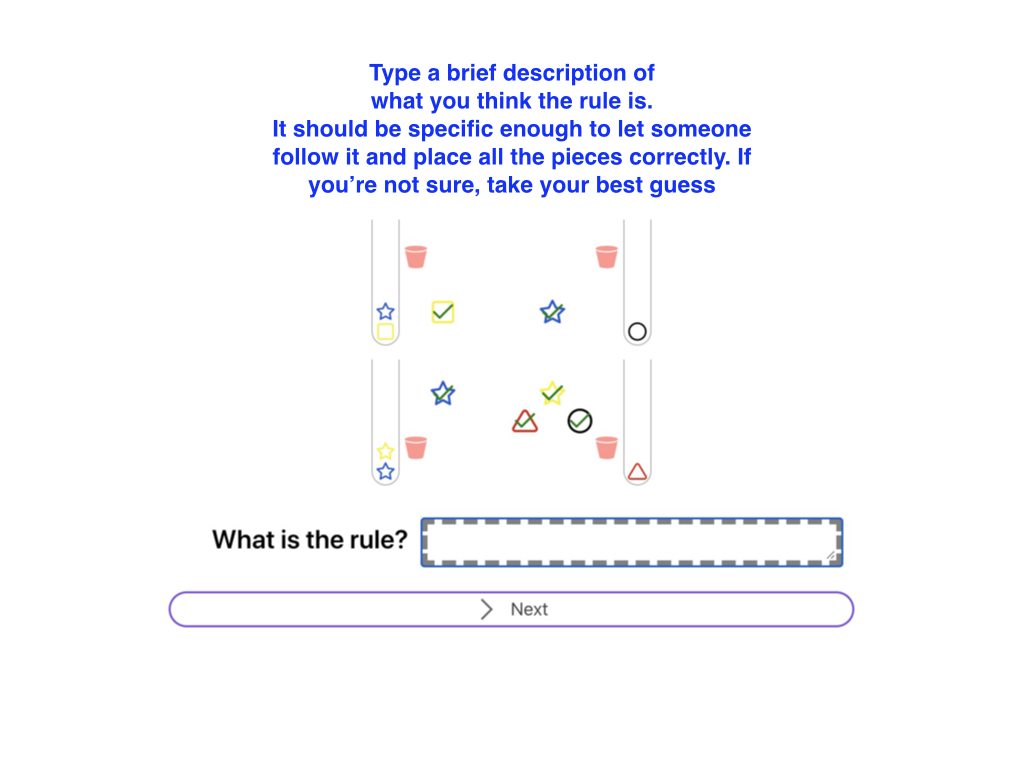 Type a brief description of
what you think the rule is.
It should be specific enough to let someone
follow it and place all the pieces correctly. If
you’re not sure, take your best guess
What is the rule?
Next